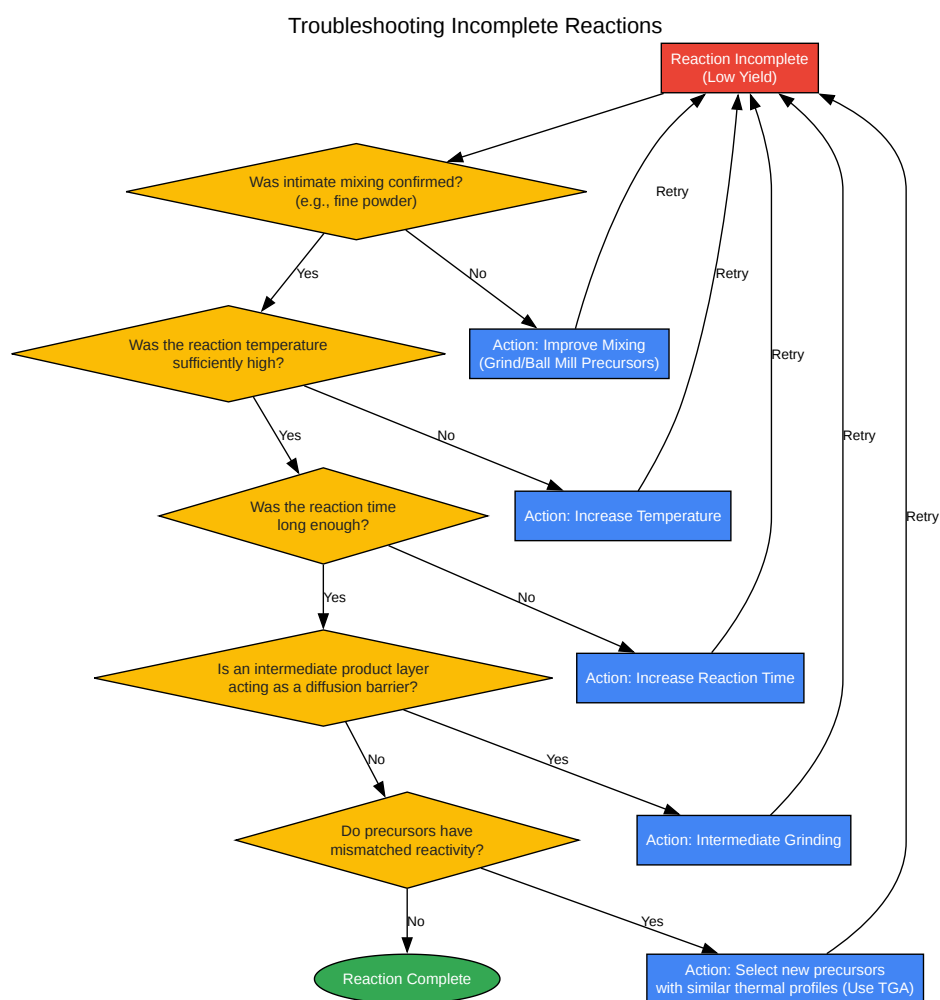 Troubleshooting Incomplete Reactions
Reaction Incomplete
(Low Yield)
Was intimate mixing confirmed?
(e.g., fine powder)
Retry
Yes
No
Retry
Action: Improve Mixing
(Grind/Ball Mill Precursors)
Was the reaction temperature
sufficiently high?
Retry
Yes
No
Retry
Was the reaction time
long enough?
Action: Increase Temperature
Retry
Yes
No
Is an intermediate product layer
acting as a diffusion barrier?
Action: Increase Reaction Time
No
Yes
Do precursors have
mismatched reactivity?
Action: Intermediate Grinding
No
Yes
Reaction Complete
Action: Select new precursors
with similar thermal profiles (Use TGA)